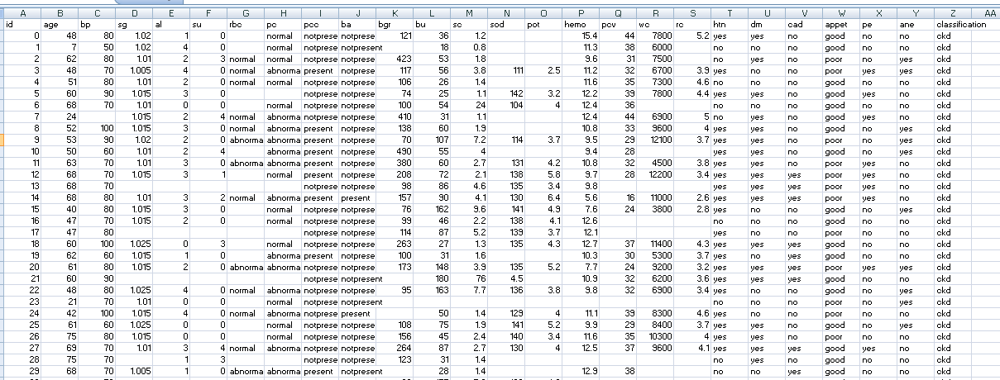 A B C D E F G H I J K L M N O P Q R S T U V W X Y Z AA
id age bp sg al su rbc pc pcc ba bgr bu sc sod pot hemo pcv wc rc htn dm cad appet pe ane classification
0 48 80 1.02 1 0 normal notprese notprese 121 36 1.2 15.4 44 7800 5.2 yes yes no good no no ckd
1 7 50 1.02 4 0 normal notprese notpresent 18 0.8 11.3 38 6000 no no no good no no ckd
2 62 80 1.01 2 3 normal normal notprese notprese 423 53 1.8 9.6 31 7500 no yes no poor no yes ckd
3 48 70 1.005 4 0 normal abnorma present notprese 117 56 3.8 111 2.5 11.2 32 6700 3.9 yes no no poor yes yes ckd
4 51 80 1.01 2 0 normal normal notprese notprese 106 26 1.4 11.6 35 7300 4.6 no no no good no no ckd
5 60 90 1.015 3 0 notprese notprese 74 25 1.1 142 3.2 12.2 39 7800 4.4 yes yes no good yes no ckd
6 68 70 1.01 0 0 normal notprese notprese 100 54 24 104 4 12.4 36 no no no good no no ckd
7 24 1.015 2 4 normal abnorma notprese notprese 410 31 1.1 12.4 44 6900 5 no yes no good yes no ckd
8 52 100 1.015 3 0 normal abnorma present notprese 138 60 1.9 10.8 33 9600 4 yes yes no good no yes ckd
9 53 90 1.02 2 0 abnorma abnorma present notprese 70 107 7.2 114 3.7 9.5 29 12100 3.7 yes yes no poor no yes ckd
10 50 60 1.01 2 4 abnorma present notprese 490 55 4 9.4 28 yes yes no good no yes ckd
11 63 70 1.01 3 0 abnorma abnorma present notprese 380 60 2.7 131 4.2 10.8 32 4500 3.8 yes yes no poor yes no ckd
12 68 70 1.015 3 1 normal present notprese 208 72 2.1 138 5.8 9.7 28 12200 3.4 yes yes yes poor yes no ckd
13 68 70 notprese notprese 98 86 4.6 135 3.4 9.8 yes yes yes poor yes no ckd
14 68 80 1.01 3 2 normal abnorma present present 157 90 4.1 130 6.4 5.6 16 11000 2.6 yes yes yes poor yes no ckd
15 40 80 1.015 3 0 normal notprese notprese 76 162 9.6 141 4.9 7.6 24 3800 2.8 yes no no good no yes ckd
16 47 70 1.015 2 0 normal notprese notprese 99 46 2.2 138 4.1 12.6 no no no good no no ckd
17 47 80 notprese notprese 114 87 5.2 139 3.7 12.1 yes no no poor no no ckd
18 60 100 1.025 0 3 normal notprese notprese 263 27 1.3 135 4.3 12.7 37 11400 4.3 yes yes yes good no no ckd
19 62 60 1.015 1 0 abnorma present notprese 100 31 1.6 10.3 30 5300 3.7 yes no yes good no no ckd
20 61 80 1.015 2 0 abnorma abnorma notprese notprese 173 148 3.9 135 5.2 7.7 24 9200 3.2 yes yes yes poor yes yes ckd
21 60 90 notprese notpresent 180 76 4.5 10.9 32 6200 3.6 yes yes yes good no no ckd
22 48 80 1.025 4 0 normal abnorma notprese notprese 95 163 7.7 136 3.8 9.8 32 6900 3.4 yes no no good no yes ckd
23 21 70 1.01 0 0 normal notprese notpresent no no no poor no yes ckd
24 42 100 1.015 4 0 normal abnorma notprese present 50 1.4 129 4 11.1 39 8300 4.6 yes no no poor no no ckd
25 61 60 1.025 0 0 normal notprese notprese 108 75 1.9 141 5.2 9.9 29 8400 3.7 yes yes no good no yes ckd
26 75 80 1.015 0 0 normal notprese notprese 156 45 2.4 140 3.4 11.6 35 10300 4 yes yes no poor no no ckd
27 69 70 1.01 3 4 normal abnorma notprese notprese 264 87 2.7 130 4 12.5 37 9600 4.1 yes yes yes good yes no ckd
28 75 70 1 3 notprese notprese 123 31 1.4 no yes no good no no ckd
29 68 70 1.005 1 0 abnorma abnorma present notprese 28 1.4 12.9 38 no no yes good no no ckd